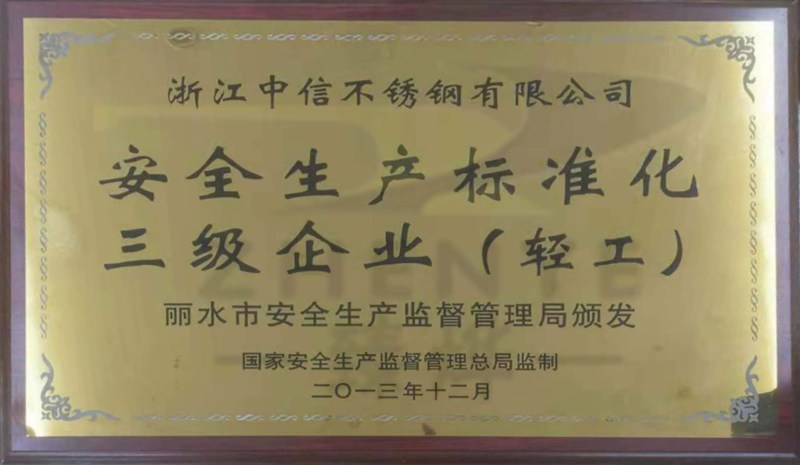 浙江中信不锈钢有限公司
安全生产标准化
三级企业（轻工）
ZHENTE
丽水市安全生产监督管理局颁发
国家安全生产监督管理总局监制
二〇一三年十二月